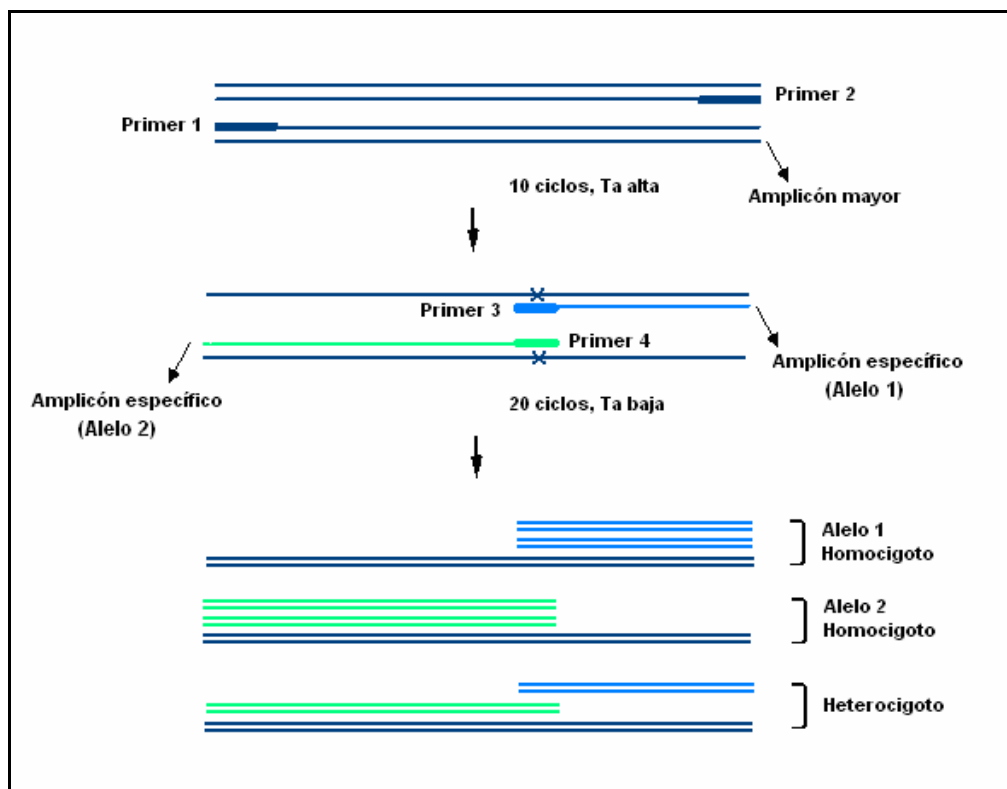 Primer 2
Primer 1
10 ciclos, Ta alta
Amplicón mayor
Primer 3
Primer 4
Amplicón específico
(Alelo 1)
Amplicón específico
(Alelo 2)
20 ciclos, Ta baja
Alelo 1
Homocigoto
Alelo 2
Homocigoto
Heterocigoto